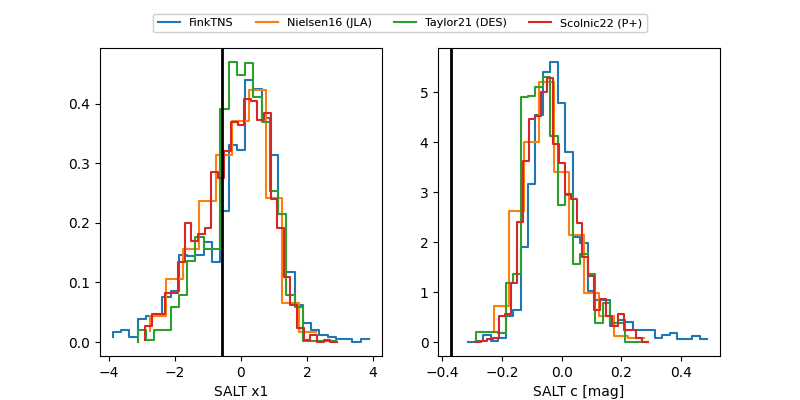 FinkTNS Nielsen16 (JLA) Taylor21 (DES) Scolnic22 (P+)
0.4
0.3
0.2
0.1
0.0
−4 −2 0 2 4
SALT x1
5
4
3
2
1
0
−0.4 −0.2 0.0 0.2 0.4
SALT c [mag]